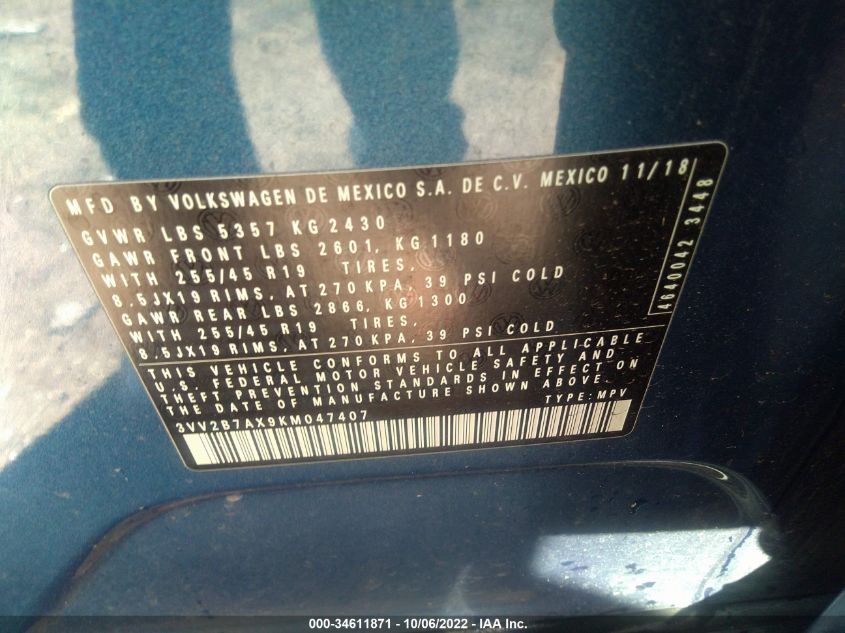 MFD BY VOLKSWAGEN DE MEXICO S.A. DE C.V. MEXICO 11/18
GVWR LBS 5357 KG 2430
GAWR FRONT LBS 2601, KG 1180
WITH 255/45 R19 TIRES,
8.5JX19 RIMS, AT 270 KPA, 39 PSI COLD
GAWR REAR LBS 2866, KG 1300
WITH 255/45 R19 TIRES,
8.5JX19 RIMS, AT 270 KPA, 39 PSI COLD
THIS VEHICLE CONFORMS TO ALL APPLICABLE
U.S. FEDERAL MOTOR VEHICLE SAFETY AND
THEFT PREVENTION STANDARDS IN EFFECT ON
THE DATE OF MANUFACTURE SHOWN ABOVE
3VV2B7AX9KM047407 TYPE: MPV
4640042 3448
000-34611871 - 10/06/2022 - IAA Inc.